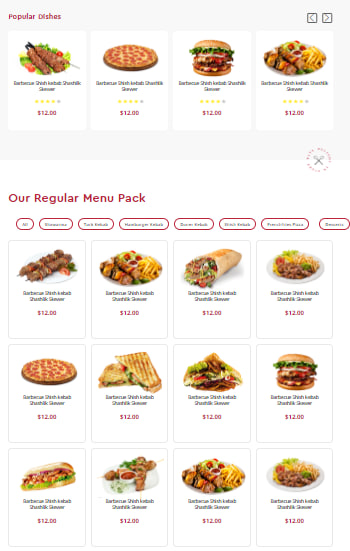 Popular Dishes
Barbecue Shish kebab Shashlik Skewer
Barbecue Shish kebab Shashlik Skewer
Barbecue Shish kebab Shashlik Skewer
Barbecue Shish kebab Shashlik Skewer
$12.00
$12.00
$12.00
$12.00
Our Regular Menu Pack
All
Shawarma
Turk Kebab
Hamburger Kebab
Doner Kebab
Shish Kebab
French fries Pizza
Desserts
Barbecue Shish kebab Shashlik Skewer
Barbecue Shish kebab Shashlik Skewer
Barbecue Shish kebab Shashlik Skewer
Barbecue Shish kebab Shashlik Skewer
$12.00
$12.00
$12.00
$12.00
Barbecue Shish kebab Shashlik Skewer
Barbecue Shish kebab Shashlik Skewer
Barbecue Shish kebab Shashlik Skewer
Barbecue Shish kebab Shashlik Skewer
$12.00
$12.00
$12.00
$12.00
Barbecue Shish kebab Shashlik Skewer
Barbecue Shish kebab Shashlik Skewer
Barbecue Shish kebab Shashlik Skewer
Barbecue Shish kebab Shashlik Skewer
$12.00
$12.00
$12.00
$12.00